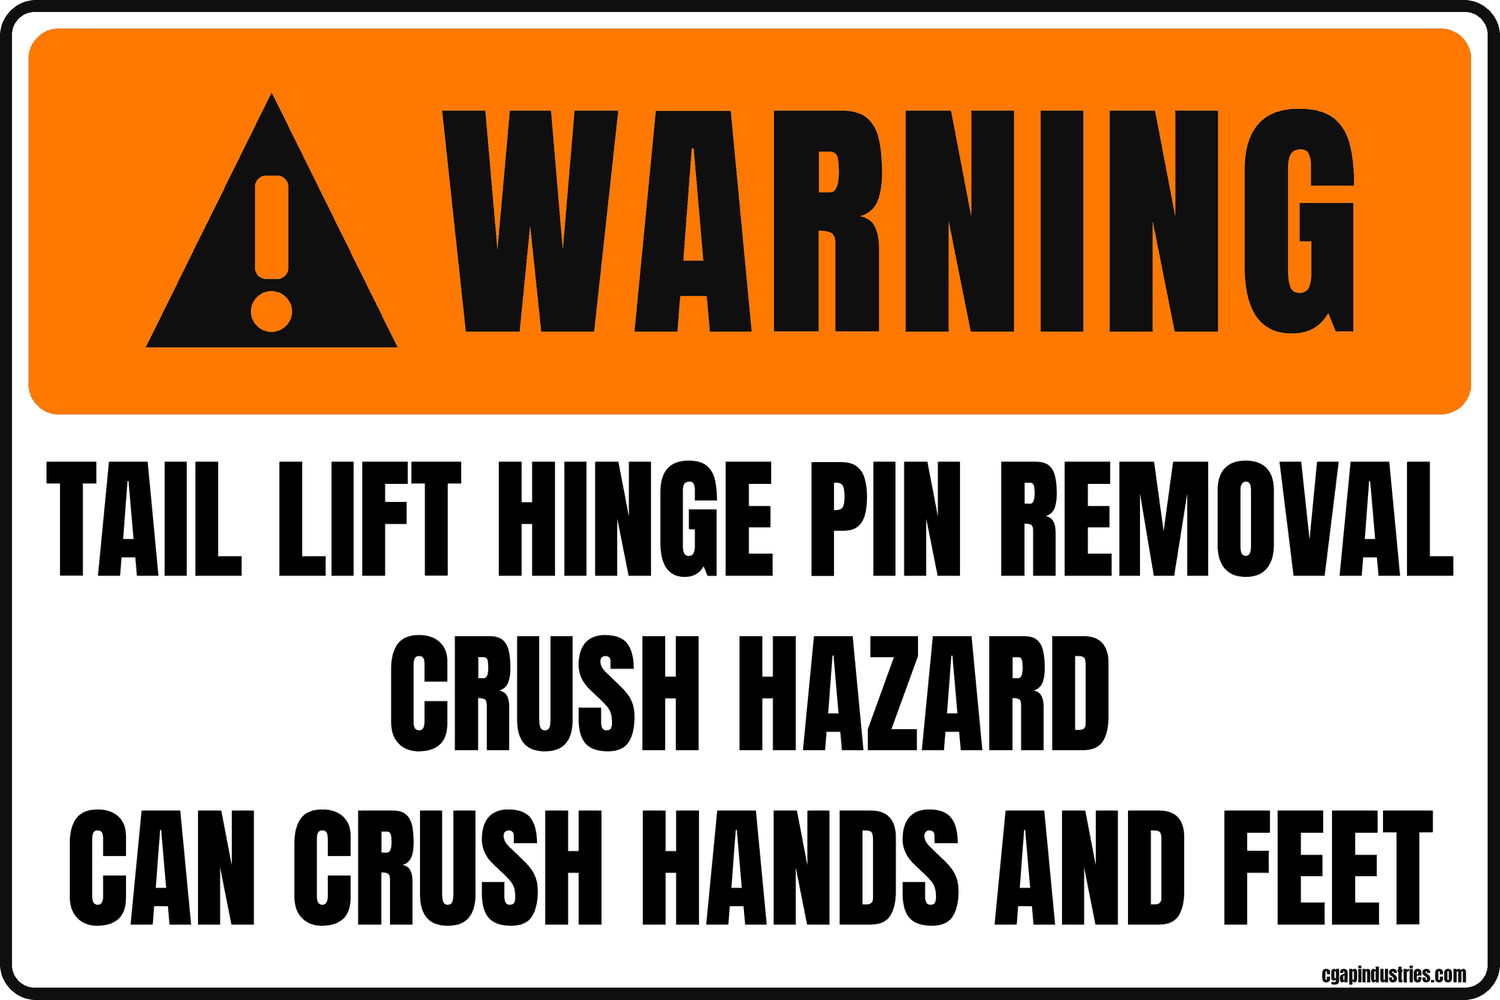 WARNING
TAIL LIFT HINGE PIN REMOVAL
CRUSH HAZARD
CAN CRUSH HANDS AND FEET
cgapindustries.com